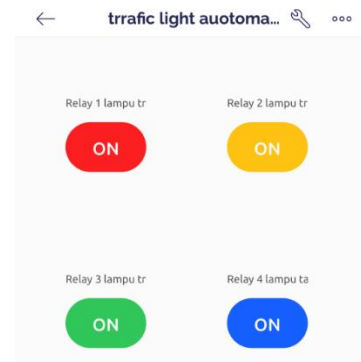 trrafic light auotoma...
Relay 1 lampu tr
Relay 2 lampu tr
ON
ON
Relay 3 lampu tr
Relay 4 lampu ta
ON
ON